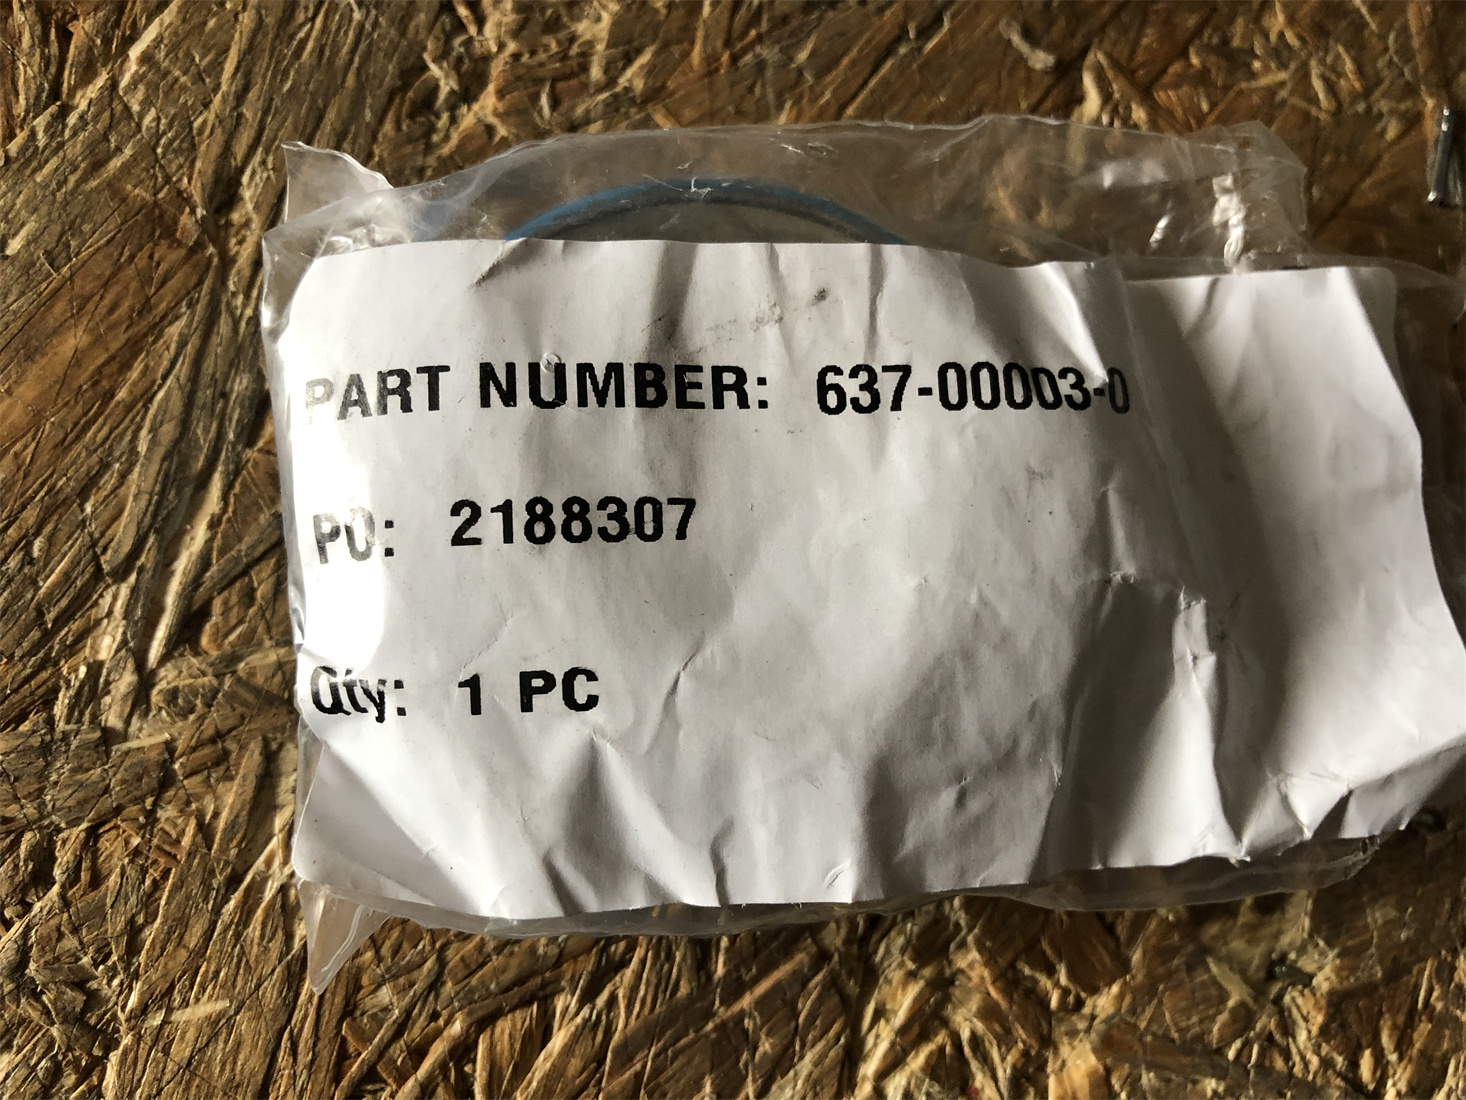 PART NUMBER: 637-00003-0
PO: 2188307
Qty: 1 PC